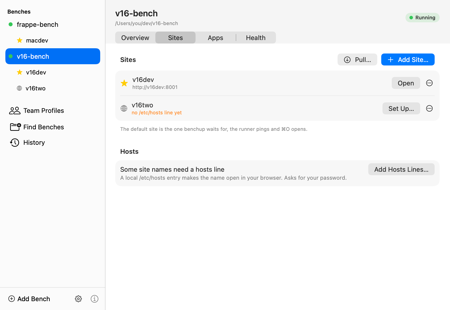 Benches
frappe-bench
macdev
v16-bench
v16dev
v16two
Team Profiles
Find Benches
History
Add Bench
v16-bench
/Users/you/dev/v16-bench
Running
Overview
Sites
Apps
Health
Sites
Pull...
Add Site...
v16dev
http://v16dev:8001
Open
v16two
no /etc/hosts line yet
Set Up...
The default site is the one benchup waits for, the runner pings and ⌘O opens.
Hosts
Some site names need a hosts line
A local /etc/hosts entry makes the name open in your browser. Asks for your password.
Add Hosts Lines...